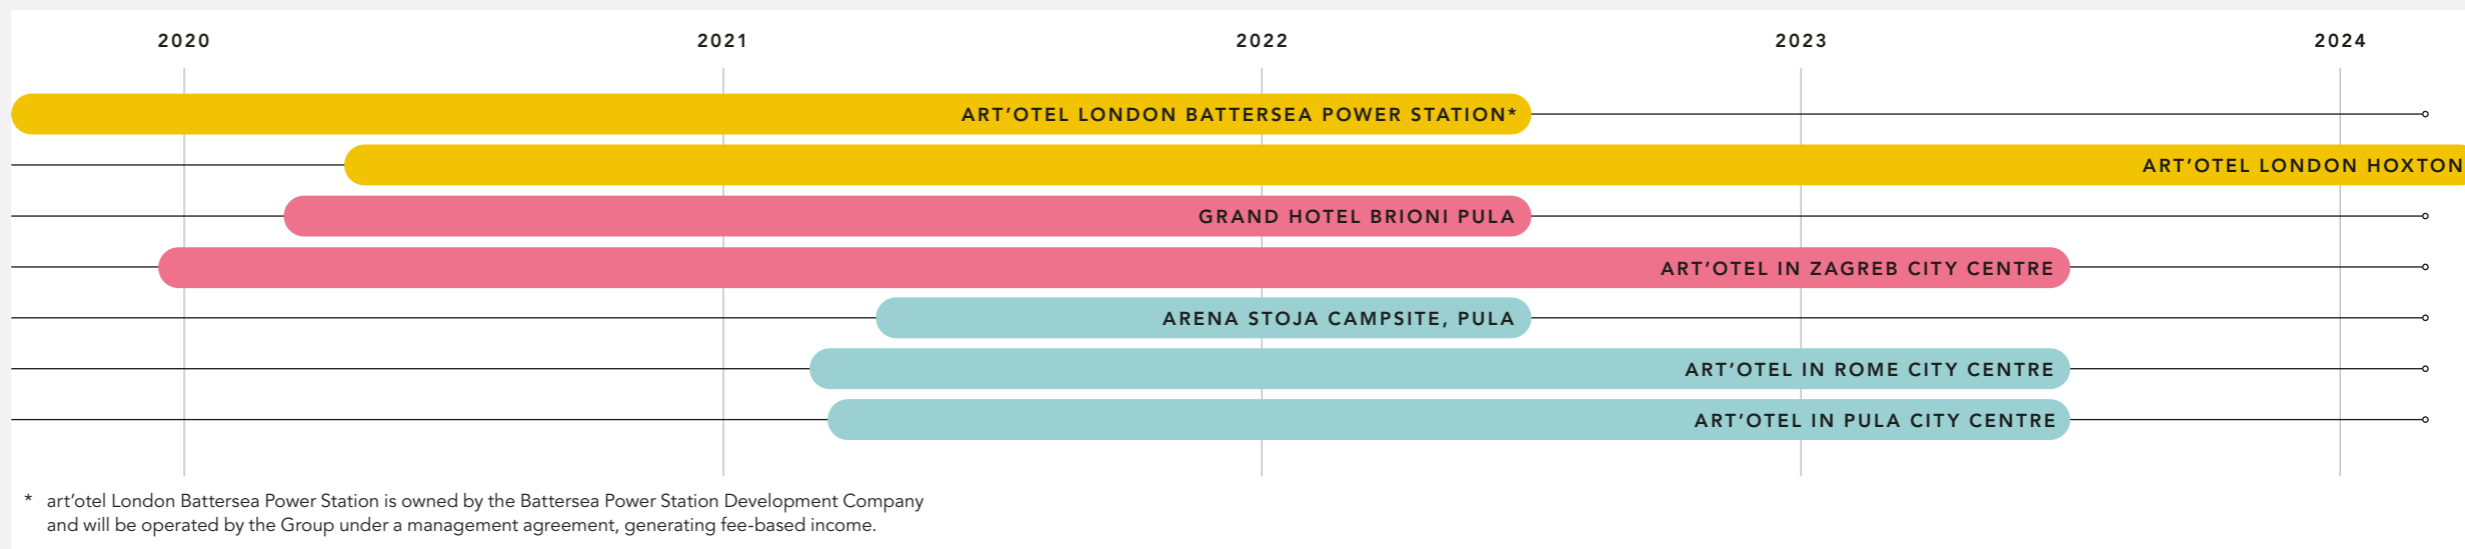 2020 2021 2022 2023 2024
ART’OTEL LONDON BATTERSEA POWER STATION*
ART’OTEL LONDON HOXTON
GRAND HOTEL BRIONI PULA
ART’OTEL IN ZAGREB CITY CENTRE
ARENA STOJA CAMPSITE, PULA
ART’OTEL IN ROME CITY CENTRE
ART’OTEL IN PULA CITY CENTRE
* art’otel London Battersea Power Station is owned by the Battersea Power Station Development Company
and will be operated by the Group under a management agreement, generating fee-based income.